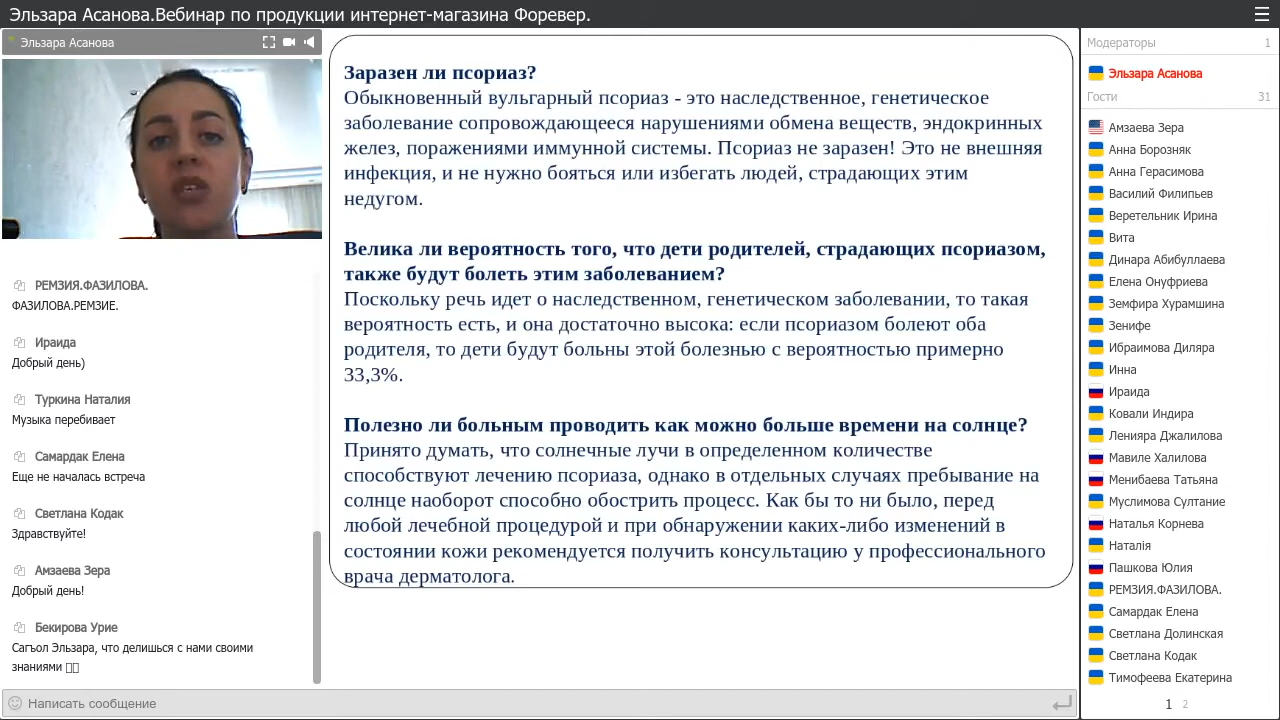 Эльзара Асанова.Вебинар по продукции интернет-магазина Форевер.
Эльзара Асанова
РЕМЗИЯ.ФАЗИЛОВА.
ФАЗИЛОВА.РЕМЗИЕ.
Ираида
Добрый день)
Туркина Наталия
Музыка перебивает
Самардак Елена
Еще не началась встреча
Светлана Кодак
Здравствуйте!
Амзаева Зера
Добрый день!
Бекирова Урие
Сагъол Эльзара, что делишься с нами своими
знаниями
Написать сообщение
Заразен ли псориаз?
Обыкновенный вульгарный псориаз - это наследственное, генетическое
заболевание сопровождающееся нарушениями обмена веществ, эндокринных
желез, поражениями иммунной системы. Псориаз не заразен! Это не внешняя
инфекция, и не нужно бояться или избегать людей, страдающих этим
недугом.
Велика ли вероятность того, что дети родителей, страдающих псориазом,
также будут болеть этим заболеванием?
Поскольку речь идет о наследственном, генетическом заболевании, то такая
вероятность есть, и она достаточно высока: если псориазом болеют оба
родителя, то дети будут больны этой болезнью с вероятностью примерно
33,3%.
Полезно ли больным проводить как можно больше времени на солнце?
Принято думать, что солнечные лучи в определенном количестве
способствуют лечению псориаза, однако в отдельных случаях пребывание на
солнце наоборот способно обострить процесс. Как бы то ни было, перед
любой лечебной процедурой и при обнаружении каких-либо изменений в
состоянии кожи рекомендуется получить консультацию у профессионального
врача дерматолога.
Модераторы 1
Эльзара Асанова
Гости 31
Амзаева Зера
Анна Борозняк
Анна Герасимова
Василий Филипьев
Веретельник Ирина
Вита
Динара Абибуллаева
Елена Онуфриева
Земфира Хурамшина
Зенифе
Ибраимова Диляра
Инна
Ираида
Ковали Индира
Ленияра Джалилова
Мавиле Халилова
Менибаева Татьяна
Муслимова Султание
Наталья Корнева
Наталія
Пашкова Юлия
РЕМЗИЯ.ФАЗИЛОВА.
Самардак Елена
Светлана Долинская
Светлана Кодак
Тимофеева Екатерина
1 2